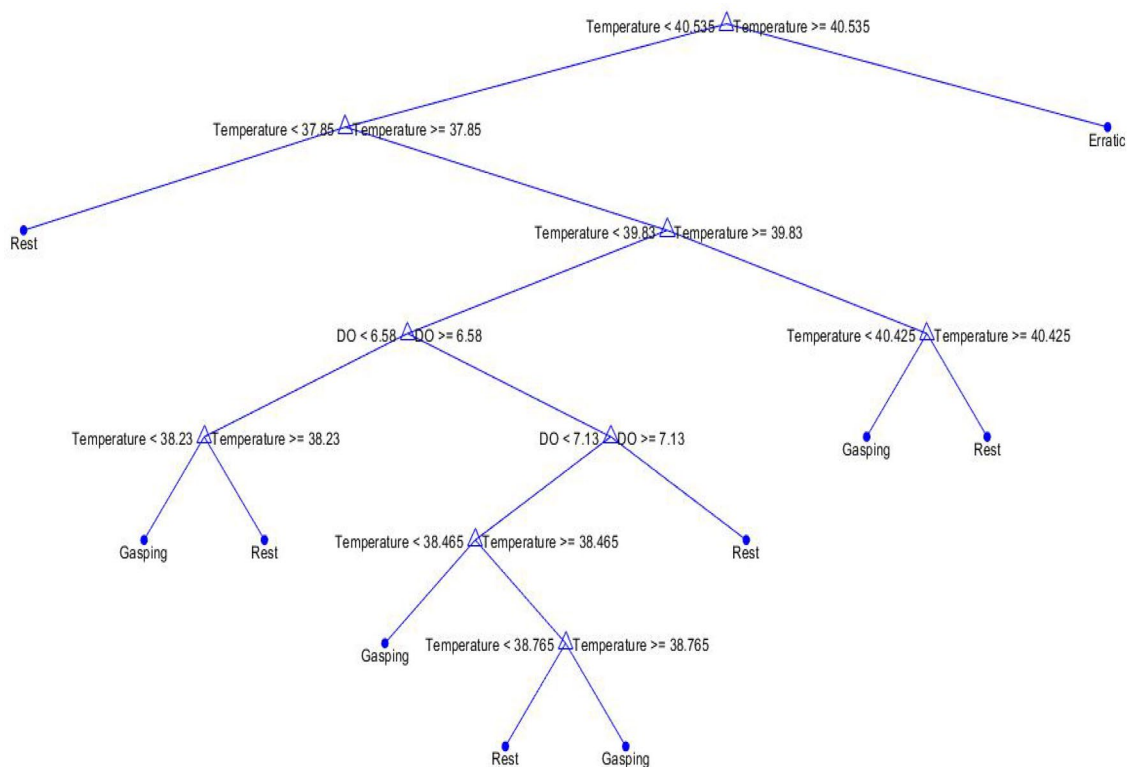 Temperature < 40.535 Temperature >= 40.535
Temperature < 37.85 Temperature >= 37.85
Erratic
Rest
Temperature < 39.83 Temperature >= 39.83
DO < 6.58 DO >= 6.58
Temperature < 40.425 Temperature >= 40.425
Temperature < 38.23 Temperature >= 38.23
DO < 7.13 DO >= 7.13
Gasping
Rest
Gasping
Rest
Temperature < 38.465 Temperature >= 38.465
Rest
Gasping
Temperature < 38.765 Temperature >= 38.765
Rest
Gasping